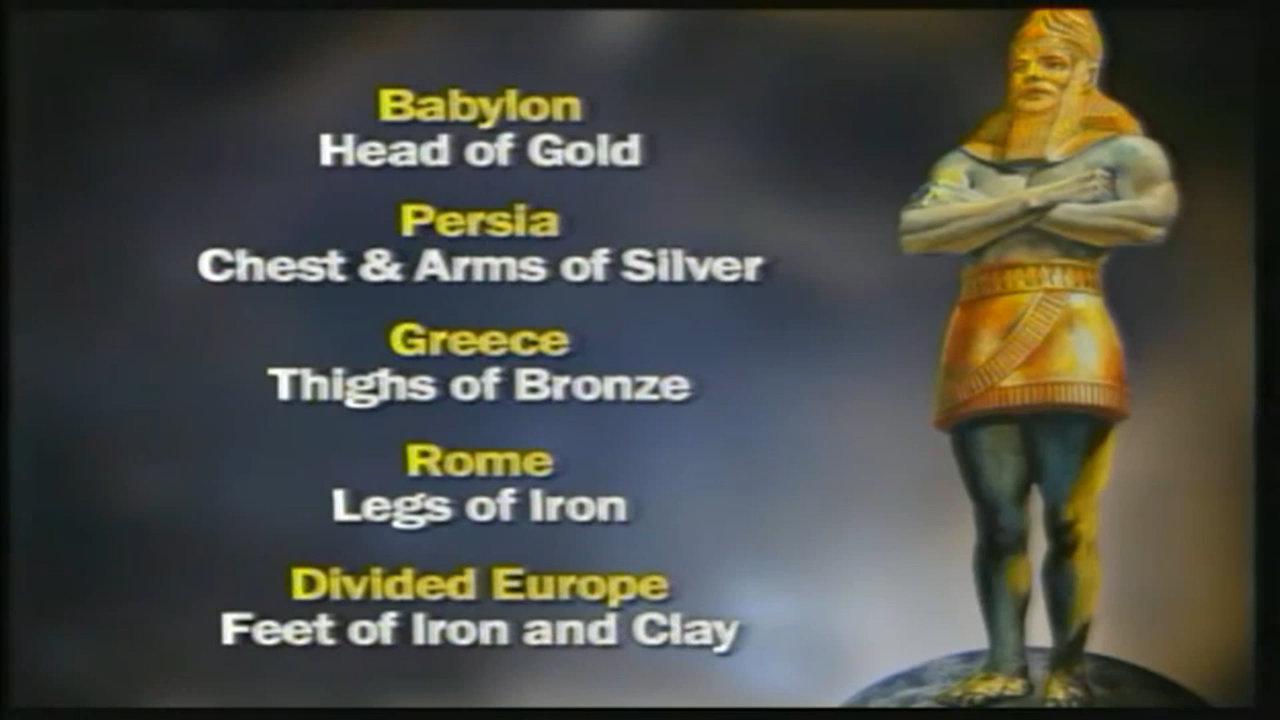 Babylon
Head of Gold
Persia
Chest & Arms of Silver
Greece
Thighs of Bronze
Rome
Legs of Iron
Divided Europe
Feet of Iron and Clay